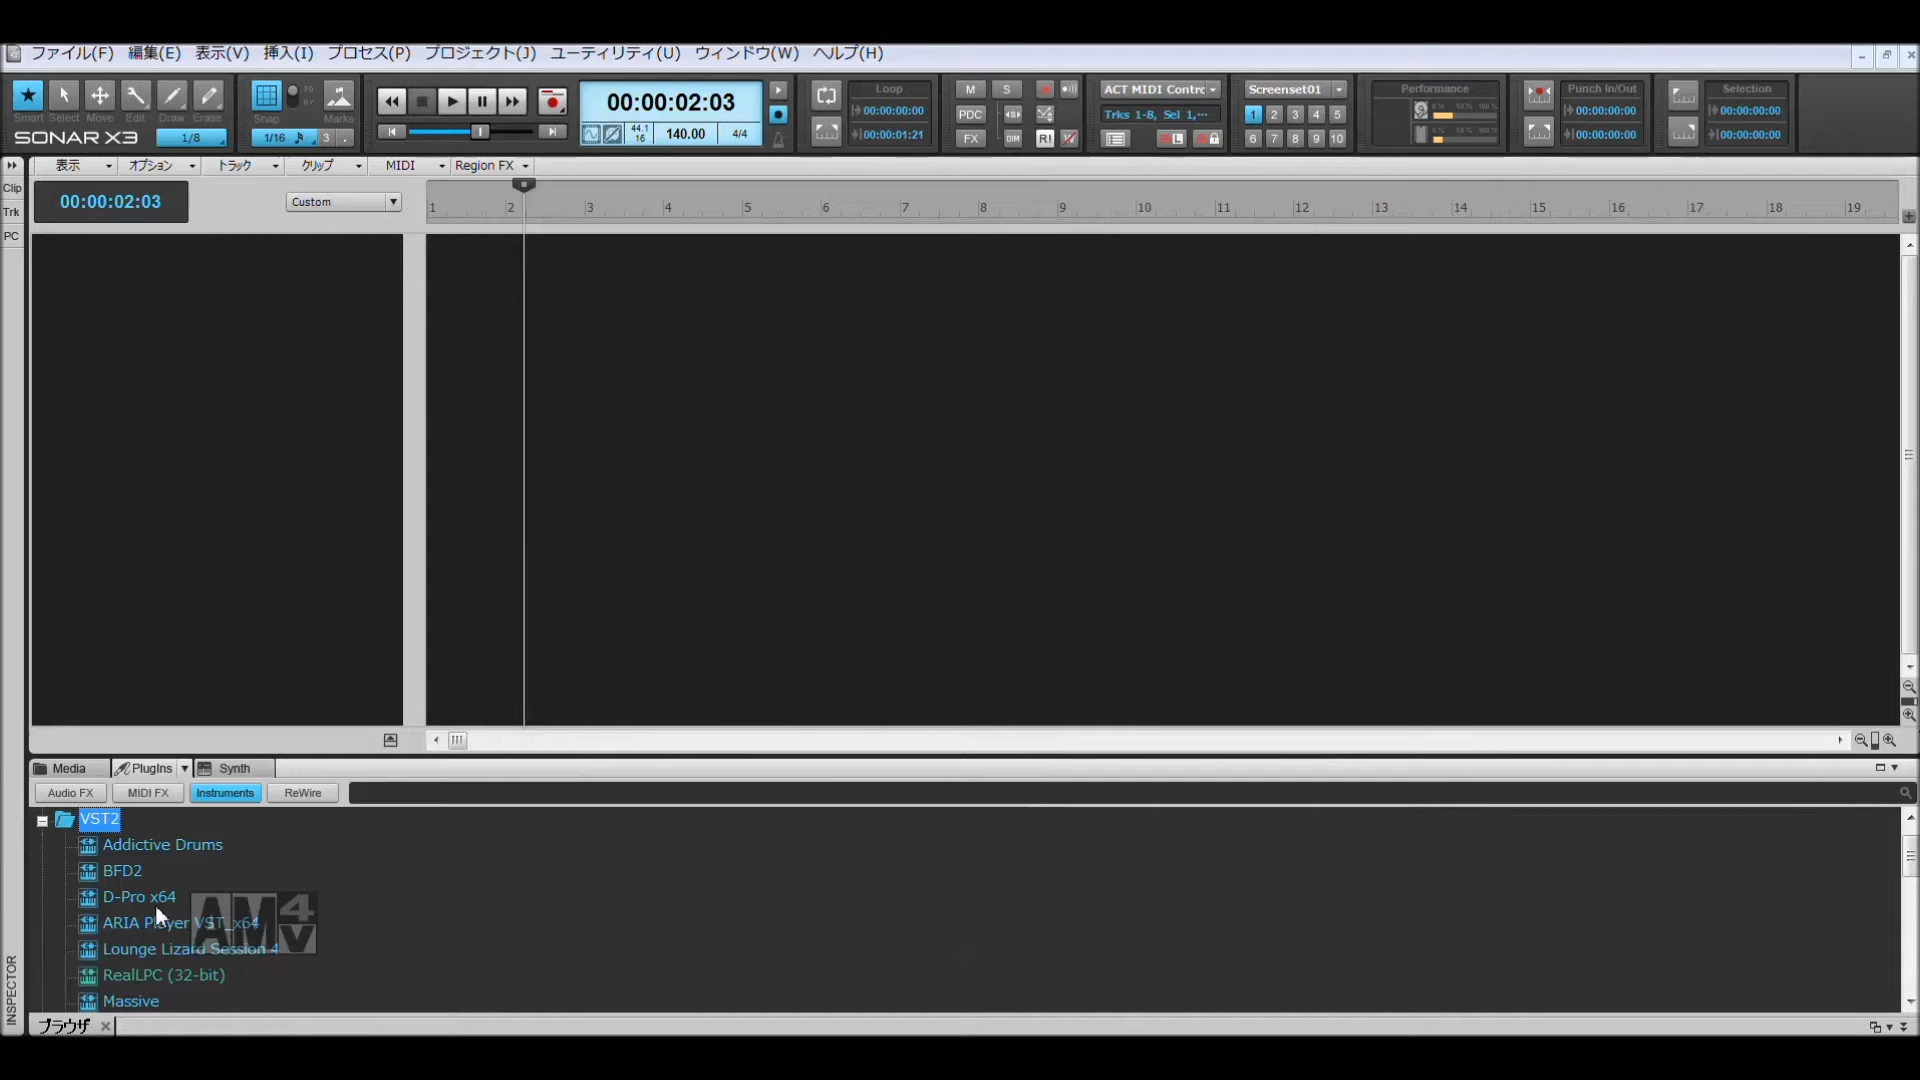 ファイル(F) 編集(E) 表示(V) 挿入(I) プロセス(P) プロジェクト(J) ユーティリティ(U) ウィンドウ(W) ヘルプ(H)
Smart Select Move Edit Draw Erase
SONAR X3 1/8
TO
BY
Snap Marks
1/16 3 .
00:00:02:03
44.1
16
140.00 4/4
Loop
00:00:00:00
00:00:01:21
M S
PDC
FX DIM R!
ACT MIDI Contrc
Trks 1-8, Sel 1,...
L
Screenset01
1 2 3 4 5
6 7 8 9 10
Performance
Punch In/Out
00:00:00:00
00:00:00:00
Selection
00:00:00:00
00:00:00:00
表示 オプション トラック クリップ MIDI Region FX
Clip
Trk
PC
00:00:02:03
Custom
1 2 3 4 5 6 7 8 9 10 11 12 13 14 15 16 17 18 19
Media PlugIns Synth
Audio FX MIDI FX Instruments ReWire
VST2
Addictive Drums
BFD2
D-Pro x64
ARIA Player VST_x64
Lounge Lizard Session 4
RealLPC (32-bit)
Massive
AM4V
INSPECTOR
ブラウザ